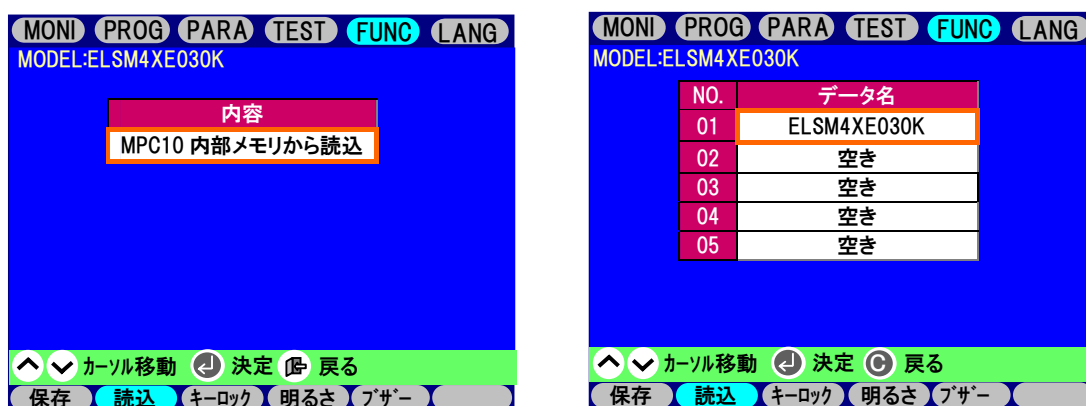 MONI PROG PARA TEST FUNC LANG
MODEL:ELSM4XE030K
内容
MPC10 内部メモリから読込
カーソル移動 決定 戻る
保存 読込 キーロック 明るさ ブザー
MONI PROG PARA TEST FUNC LANG
MODEL:ELSM4XE030K
NO. データ名
01 ELSM4XE030K
02 空き
03 空き
04 空き
05 空き
カーソル移動 C 決定 戻る
保存 読込 キーロック 明るさ ブザー